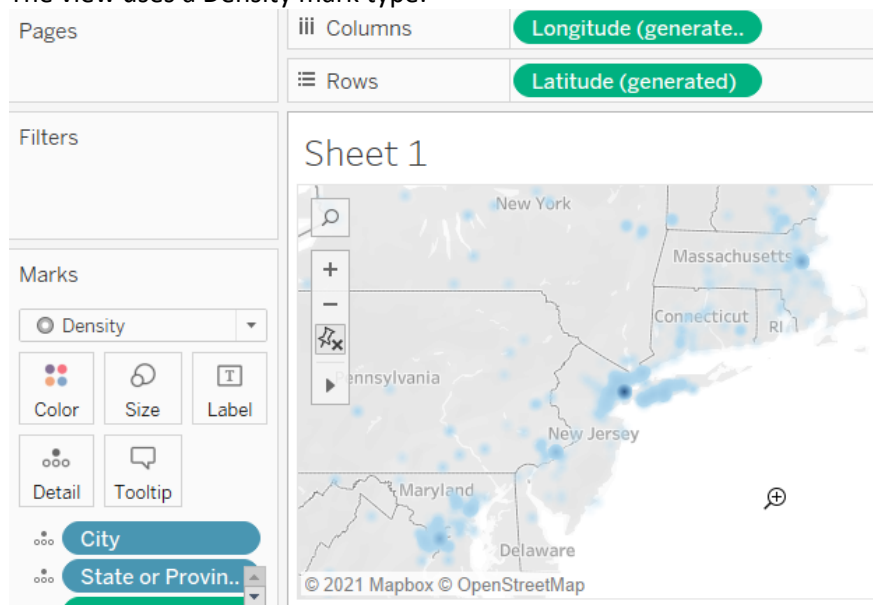 The view uses a Density mark type.
Pages
iii Columns
Longitude (generate..
Rows
Latitude (generated)
Filters
Sheet 1
New York
Massachusetts
Connecticut
RI
Pennsylvania
New Jersey
Maryland
Delaware
© 2021 Mapbox © OpenStreetMap
Marks
Density
Color
Size
T
Label
Detail
Tooltip
City
State or Provin..